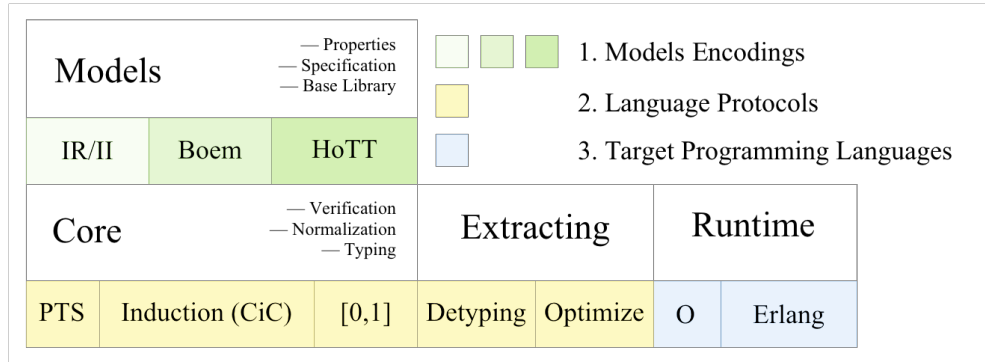 Models
— Properties
— Specification
— Base Library
IR/II
Boem
HoTT
1. Models Encodings
2. Language Protocols
3. Target Programming Languages
Core
— Verification
— Normalization
— Typing
Extracting
Runtime
PTS
Induction (CiC)
[0,1]
Detyping
Optimize
O
Erlang